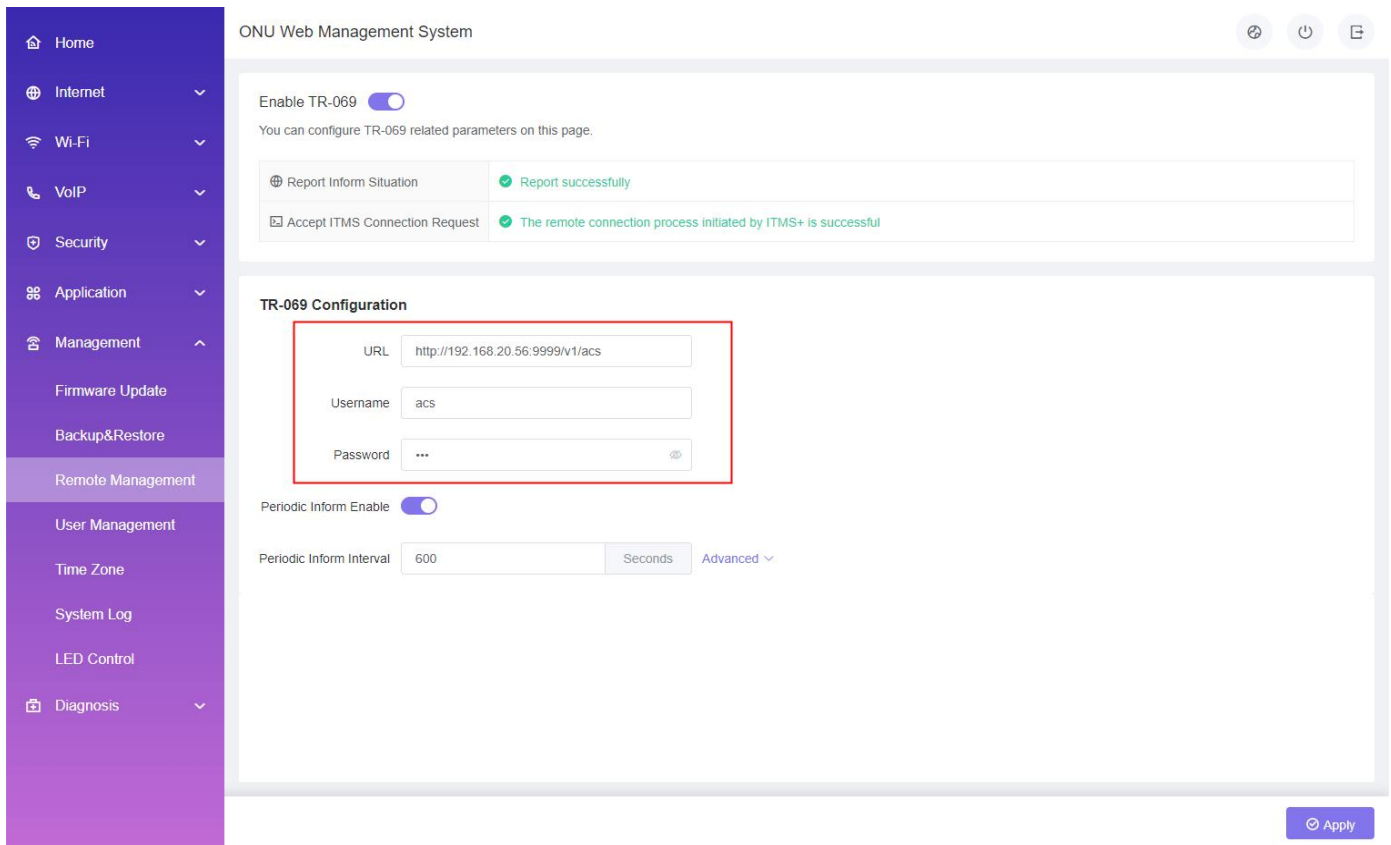 Home
Internet
Wi-Fi
VoIP
Security
Application
Management
Firmware Update
Backup&Restore
Remote Management
User Management
Time Zone
System Log
LED Control
Diagnosis
ONU Web Management System
Enable TR-069
You can configure TR-069 related parameters on this page.
Report Inform Situation Report successfully
Accept ITMS Connection Request The remote connection process initiated by ITMS+ is successful
TR-069 Configuration
URL http://192.168.20.56:9999/v1/acs
Username acs
Password •••
Periodic Inform Enable
Periodic Inform Interval 600 Seconds Advanced
Apply